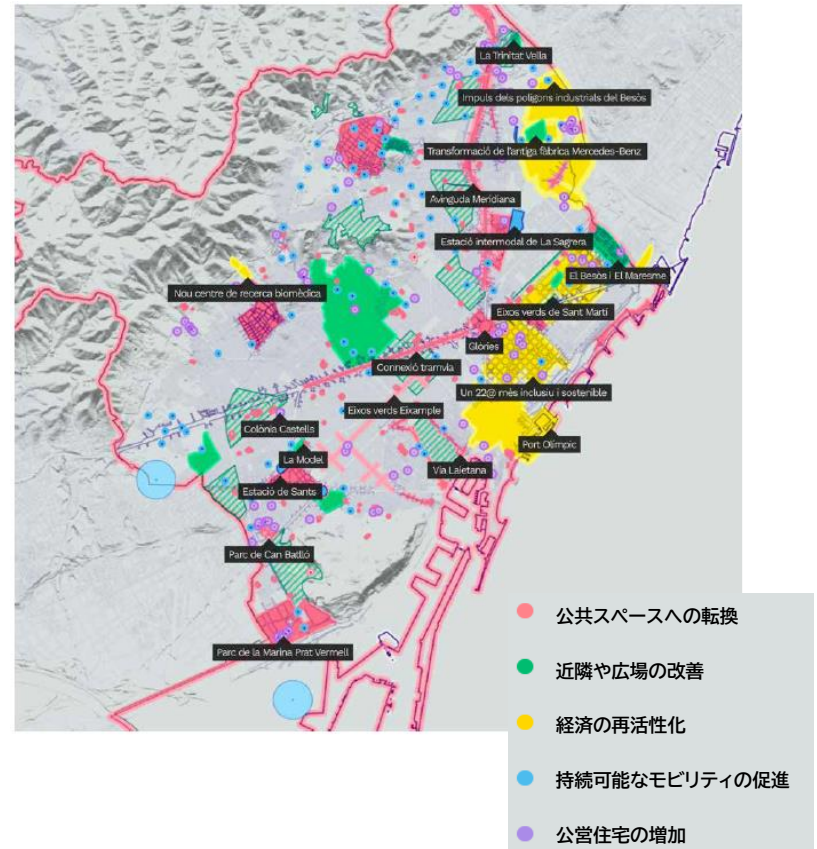 La Trinitat Vella
Impuls dels polígons industrials del Besòs
Transformació de l'antiga fàbrica Mercedes-Benz
Avinguda Meridiana
Estació intermodal de La Sagrera
El Besòs i El Maresme
Nou centre de recerca biomèdica
Eixos verds de Sant Martí
Glòries
Connexió tramvia
Un 22@ més inclusiu i sostenible
Eixos verds Eixample
Colònia Castells
Port Olímpic
La Model
Via Laietana
Estació de Sants
Parc de Can Batlló
Parc de la Marina Prat Vermell
公共スペースへの転換
近隣や広場の改善
経済の再活性化
持続可能なモビリティの促進
公営住宅の増加